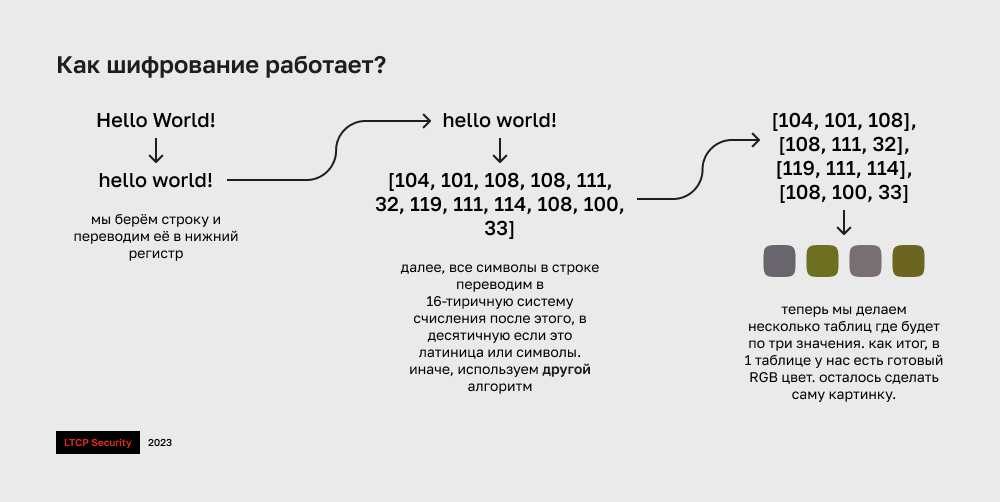 Как шифрование работает?
Hello World!
hello world!
мы берём строку и
переводим её в нижний
регистр
hello world!
[104, 101, 108, 108, 111,
32, 119, 111, 114, 108, 100,
33]
далее, все символы в строке
переводим в
16-тиричную систему
счисления после этого, в
десятичную если это
латиница или символы.
иначе, используем другой
алгоритм
[104, 101, 108],
[108, 111, 32],
[119, 111, 114],
[108, 100, 33]
теперь мы делаем
несколько таблиц где будет
по три значения. как итог, в
1 таблице у нас есть готовый
RGB цвет. осталось сделать
саму картинку.
LTCP Security 2023